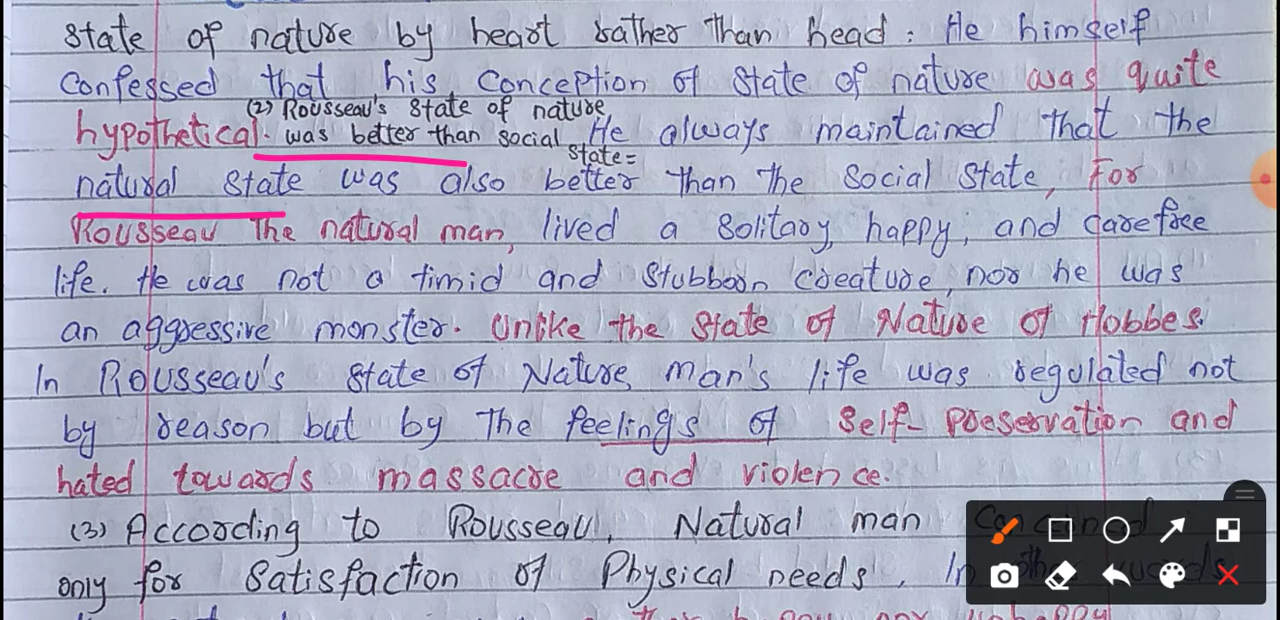 state of nature by heart rather than head. He himself
confessed that his conception of state of nature was quite
(2) Rousseau's state of nature
hypothetical. was better than social He always maintained that the
state=
natural state was also better than the social state, For
Rousseau the natural man, lived a solitary, happy, and carefree
life. He was not a timid and stubborn creature, nor he was
an aggressive monster. Unlike the State of Nature of Hobbes.
In Rousseau's state of Nature, man's life was regulated not
by reason but by the feelings of self-preservation and
hated towards massacre and violence.
(3) According to Rousseau, Natural man
only for satisfaction of Physical needs. In